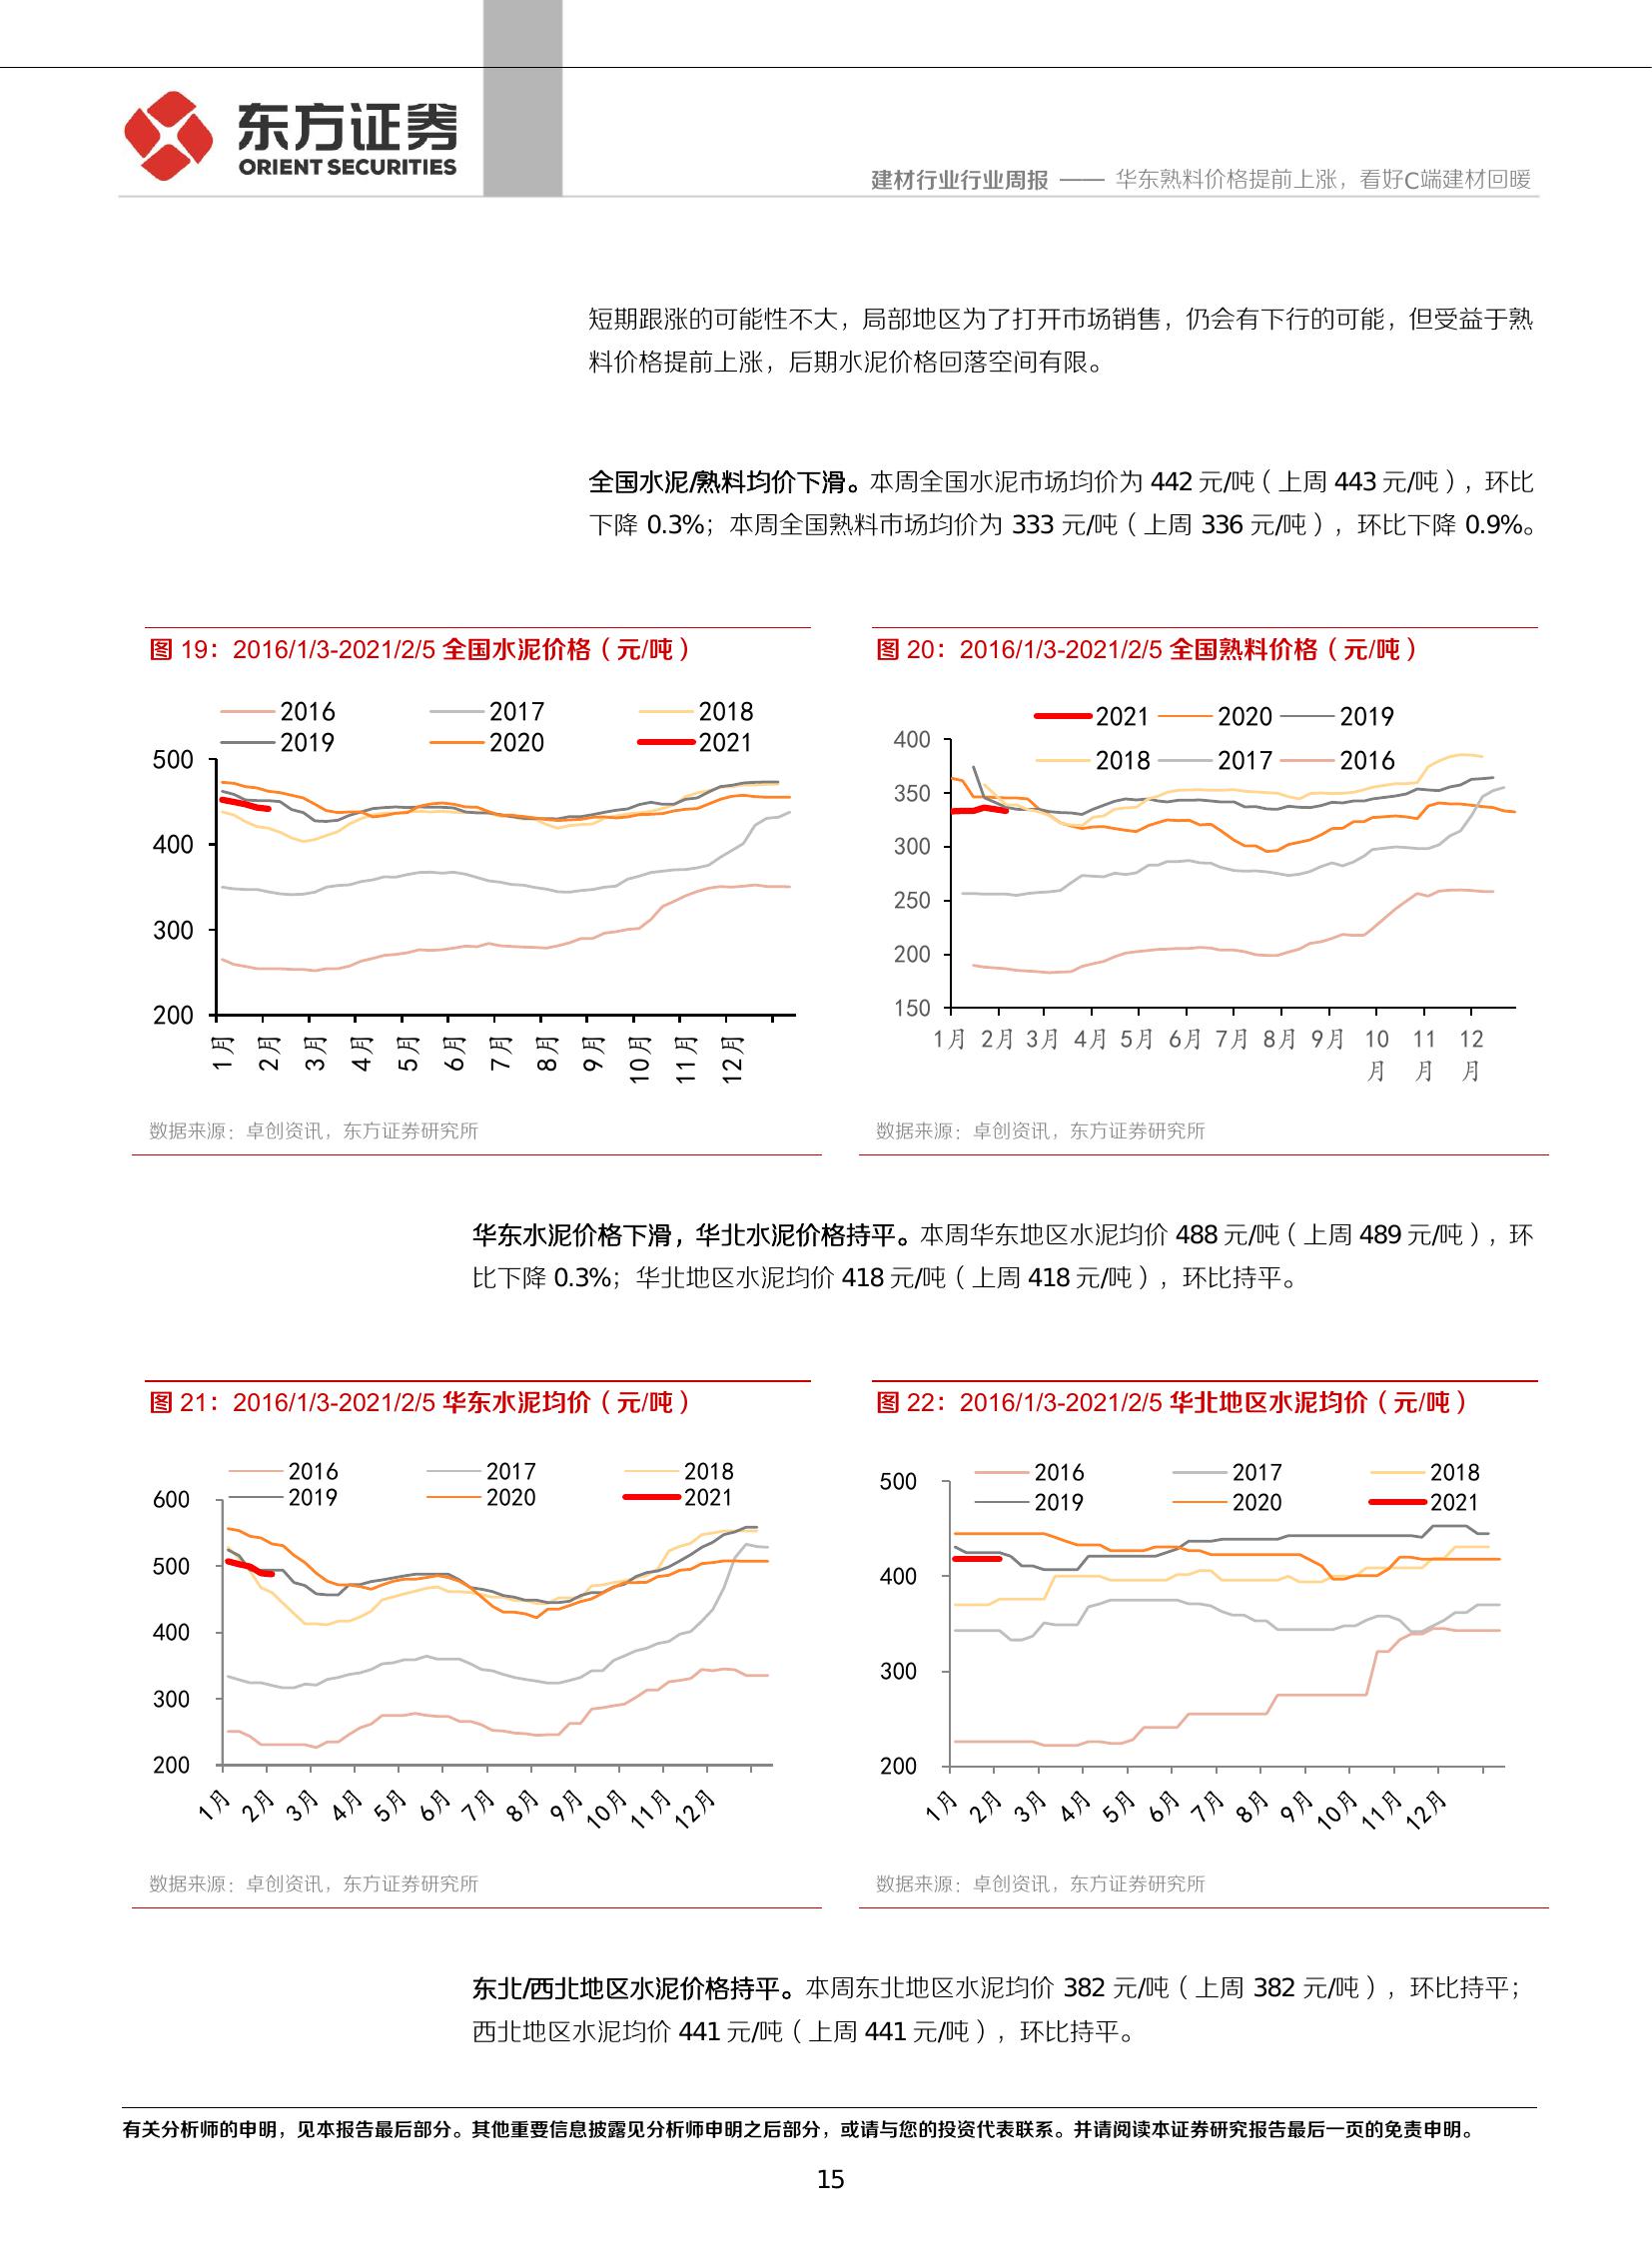 东方证券
ORIENT SECURITIES
建材行业行业周报 —— 华东熟料价格提前上涨，看好C端建材回暖
短期跟涨的可能性不大，局部地区为了打开市场销售，仍会有下行的可能，但受益于熟
料价格提前上涨，后期水泥价格回落空间有限。
全国水泥/熟料均价下滑。本周全国水泥市场均价为 442 元/吨（上周 443 元/吨），环比
下降 0.3%；本周全国熟料市场均价为 333 元/吨（上周 336 元/吨），环比下降 0.9%。
图 19：2016/1/3-2021/2/5 全国水泥价格（元/吨）
2016 2017 2018
2019 2020 2021
500
400
300
200
1月 2月 3月 4月 5月 6月 7月 8月 9月 10月 11月 12月
数据来源：卓创资讯，东方证券研究所
图 20：2016/1/3-2021/2/5 全国熟料价格（元/吨）
2021 2020 2019
2018 2017 2016
400
350
300
250
200
150
1月 2月 3月 4月 5月 6月 7月 8月 9月 10月 11月 12月
数据来源：卓创资讯，东方证券研究所
华东水泥价格下滑，华北水泥价格持平。本周华东地区水泥均价 488 元/吨（上周 489 元/吨），环
比下降 0.3%；华北地区水泥均价 418 元/吨（上周 418 元/吨），环比持平。
图 21：2016/1/3-2021/2/5 华东水泥均价（元/吨）
2016 2017 2018
2019 2020 2021
600
500
400
300
200
1月 2月 3月 4月 5月 6月 7月 8月 9月 10月 11月 12月
数据来源：卓创资讯，东方证券研究所
图 22：2016/1/3-2021/2/5 华北地区水泥均价（元/吨）
2016 2017 2018
2019 2020 2021
500
400
300
200
1月 2月 3月 4月 5月 6月 7月 8月 9月 10月 11月 12月
数据来源：卓创资讯，东方证券研究所
东北/西北地区水泥价格持平。本周东北地区水泥均价 382 元/吨（上周 382 元/吨），环比持平；
西北地区水泥均价 441 元/吨（上周 441 元/吨），环比持平。
有关分析师的申明，见本报告最后部分。其他重要信息披露见分析师申明之后部分，或请与您的投资代表联系。并请阅读本证券研究报告最后一页的免责申明。
15